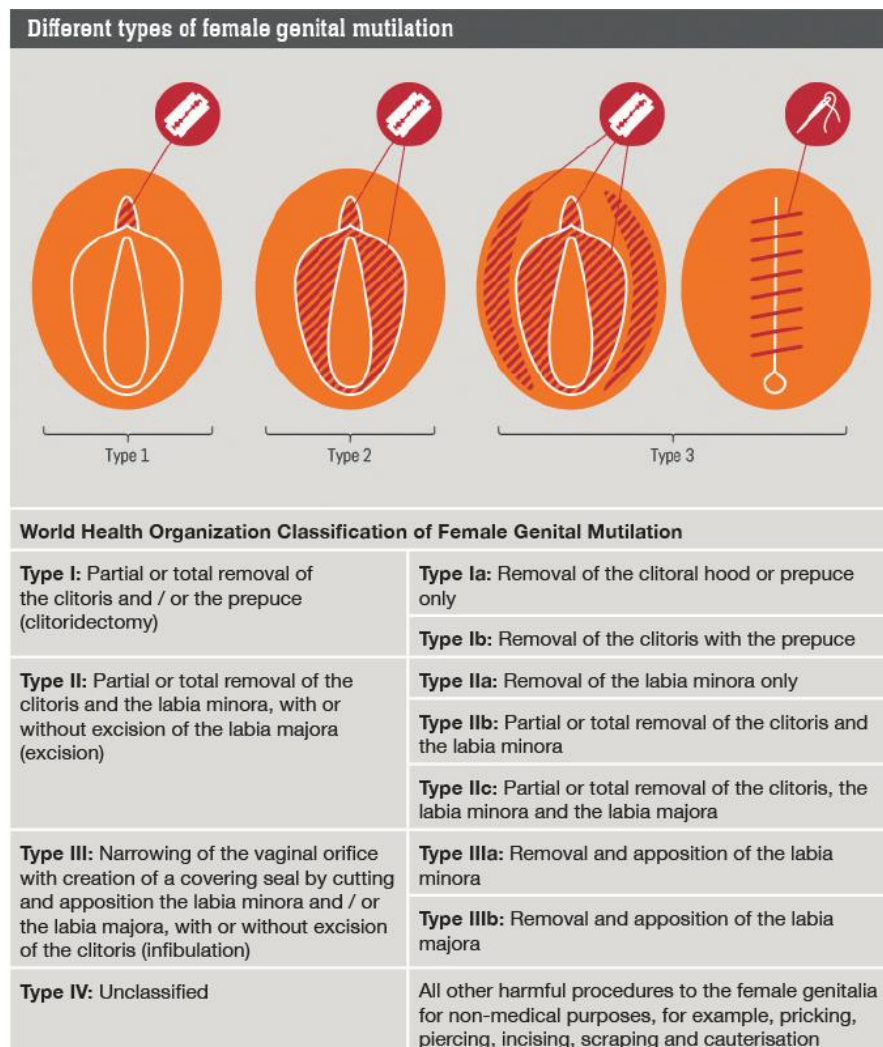 Different types of female genital mutilation
Type 1
Type 2
Type 3
World Health Organization Classification of Female Genital Mutilation
Type I: Partial or total removal of
the clitoris and / or the prepuce
(clitoridectomy)
Type Ia: Removal of the clitoral hood or prepuce
only
Type Ib: Removal of the clitoris with the prepuce
Type II: Partial or total removal of the
clitoris and the labia minora, with or
without excision of the labia majora
(excision)
Type IIa: Removal of the labia minora only
Type IIb: Partial or total removal of the clitoris and
the labia minora
Type IIc: Partial or total removal of the clitoris, the
labia minora and the labia majora
Type III: Narrowing of the vaginal orifice
with creation of a covering seal by cutting
and apposition the labia minora and / or
the labia majora, with or without excision
of the clitoris (infibulation)
Type IIIa: Removal and apposition of the labia
minora
Type IIIb: Removal and apposition of the labia
majora
Type IV: Unclassified
All other harmful procedures to the female genitalia
for non-medical purposes, for example, pricking,
piercing, incising, scraping and cauterisation